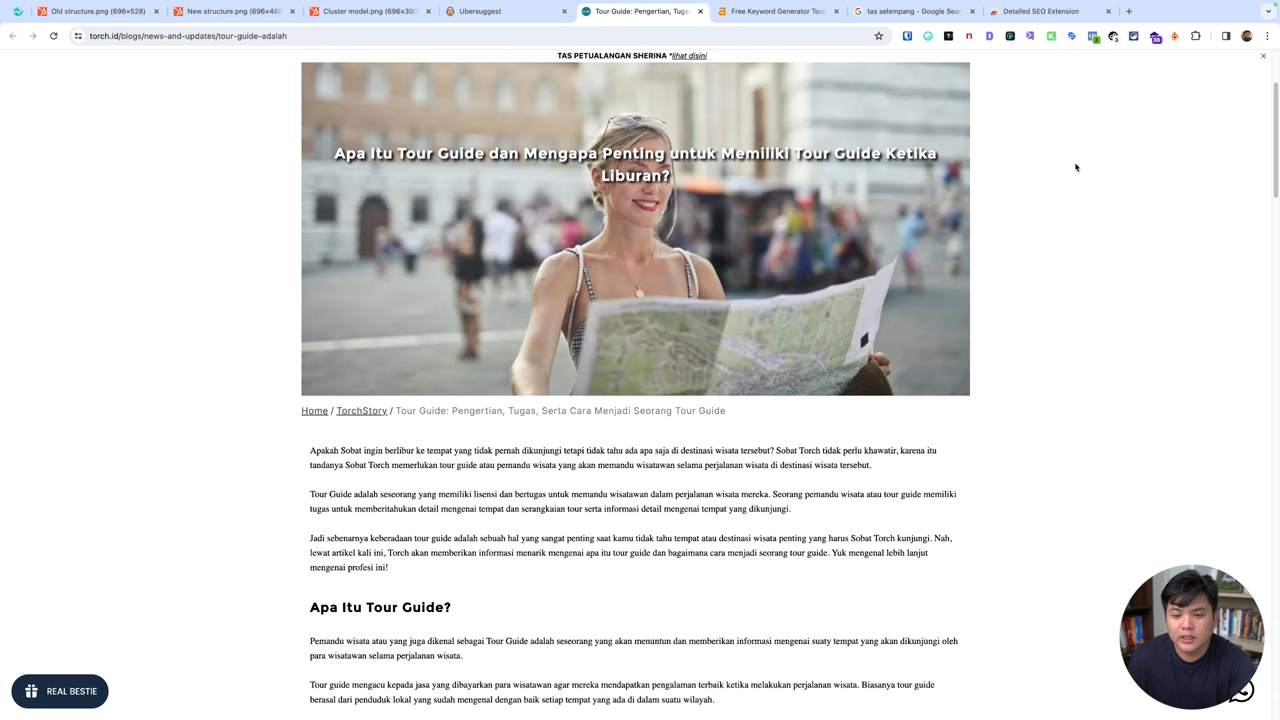 Old structure.png (696×528)
New structure.png (696×480
Cluster model.png (696×390
Ubersuggest
Tour Guide: Pengertian, Tuga
Free Keyword Generator Tool
tas selempang - Google Sear
Detailed SEO Extension
torch.id/blogs/news-and-updates/tour-guide-adalah
TAS PETUALANGAN SHERINA *lihat disini
Apa Itu Tour Guide dan Mengapa Penting untuk Memiliki Tour Guide Ketika
Liburan?
Home / TorchStory / Tour Guide: Pengertian, Tugas, Serta Cara Menjadi Seorang Tour Guide
Apakah Sobat ingin berlibur ke tempat yang tidak pernah dikunjungi tetapi tidak tahu ada apa saja di destinasi wisata tersebut? Sobat Torch tidak perlu khawatir, karena itu
tandanya Sobat Torch memerlukan tour guide atau pemandu wisata yang akan memandu wisatawan selama perjalanan wisata di destinasi wisata tersebut.
Tour Guide adalah seseorang yang memiliki lisensi dan bertugas untuk memandu wisatawan dalam perjalanan wisata mereka. Seorang pemandu wisata atau tour guide memiliki
tugas untuk memberitahukan detail mengenai tempat dan serangkaian tour serta informasi detail mengenai tempat yang dikunjungi.
Jadi sebenarnya keberadaan tour guide adalah sebuah hal yang sangat penting saat kamu tidak tahu tempat atau destinasi wisata penting yang harus Sobat Torch kunjungi. Nah,
lewat artikel kali ini, Torch akan memberikan informasi menarik mengenai apa itu tour guide dan bagaimana cara menjadi seorang tour guide. Yuk mengenal lebih lanjut
mengenai profesi ini!
Apa Itu Tour Guide?
Pemandu wisata atau yang juga dikenal sebagai Tour Guide adalah seseorang yang akan menuntun dan memberikan informasi mengenai suaty tempat yang akan dikunjungi oleh
para wisatawan selama perjalanan wisata.
Tour guide mengacu kepada jasa yang dibayarkan para wisatawan agar mereka mendapatkan pengalaman terbaik ketika melakukan perjalanan wisata. Biasanya tour guide
berasal dari penduduk lokal yang sudah mengenal dengan baik setiap tempat yang ada di dalam suatu wilayah.
REAL BESTIE